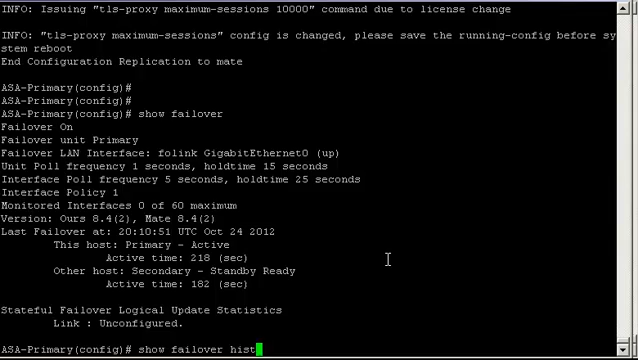 INFO: Issuing "tls-proxy maximum-sessions 10000" command due to license change
INFO: "tls-proxy maximum-sessions" config is changed, please save the running-config before sy
stem reboot
End Configuration Replication to mate
ASA-Primary(config)#
ASA-Primary(config)#
ASA-Primary(config)# show failover
Failover On
Failover unit Primary
Failover LAN Interface: folink GigabitEthernet0 (up)
Unit Poll frequency 1 seconds, holdtime 15 seconds
Interface Poll frequency 5 seconds, holdtime 25 seconds
Interface Policy 1
Monitored Interfaces 0 of 60 maximum
Version: Ours 8.4(2), Mate 8.4(2)
Last Failover at: 20:10:51 UTC Oct 24 2012
This host: Primary - Active
Active time: 218 (sec)
Other host: Secondary - Standby Ready
Active time: 182 (sec)
Stateful Failover Logical Update Statistics
Link : Unconfigured.
ASA-Primary(config)# show failover hist